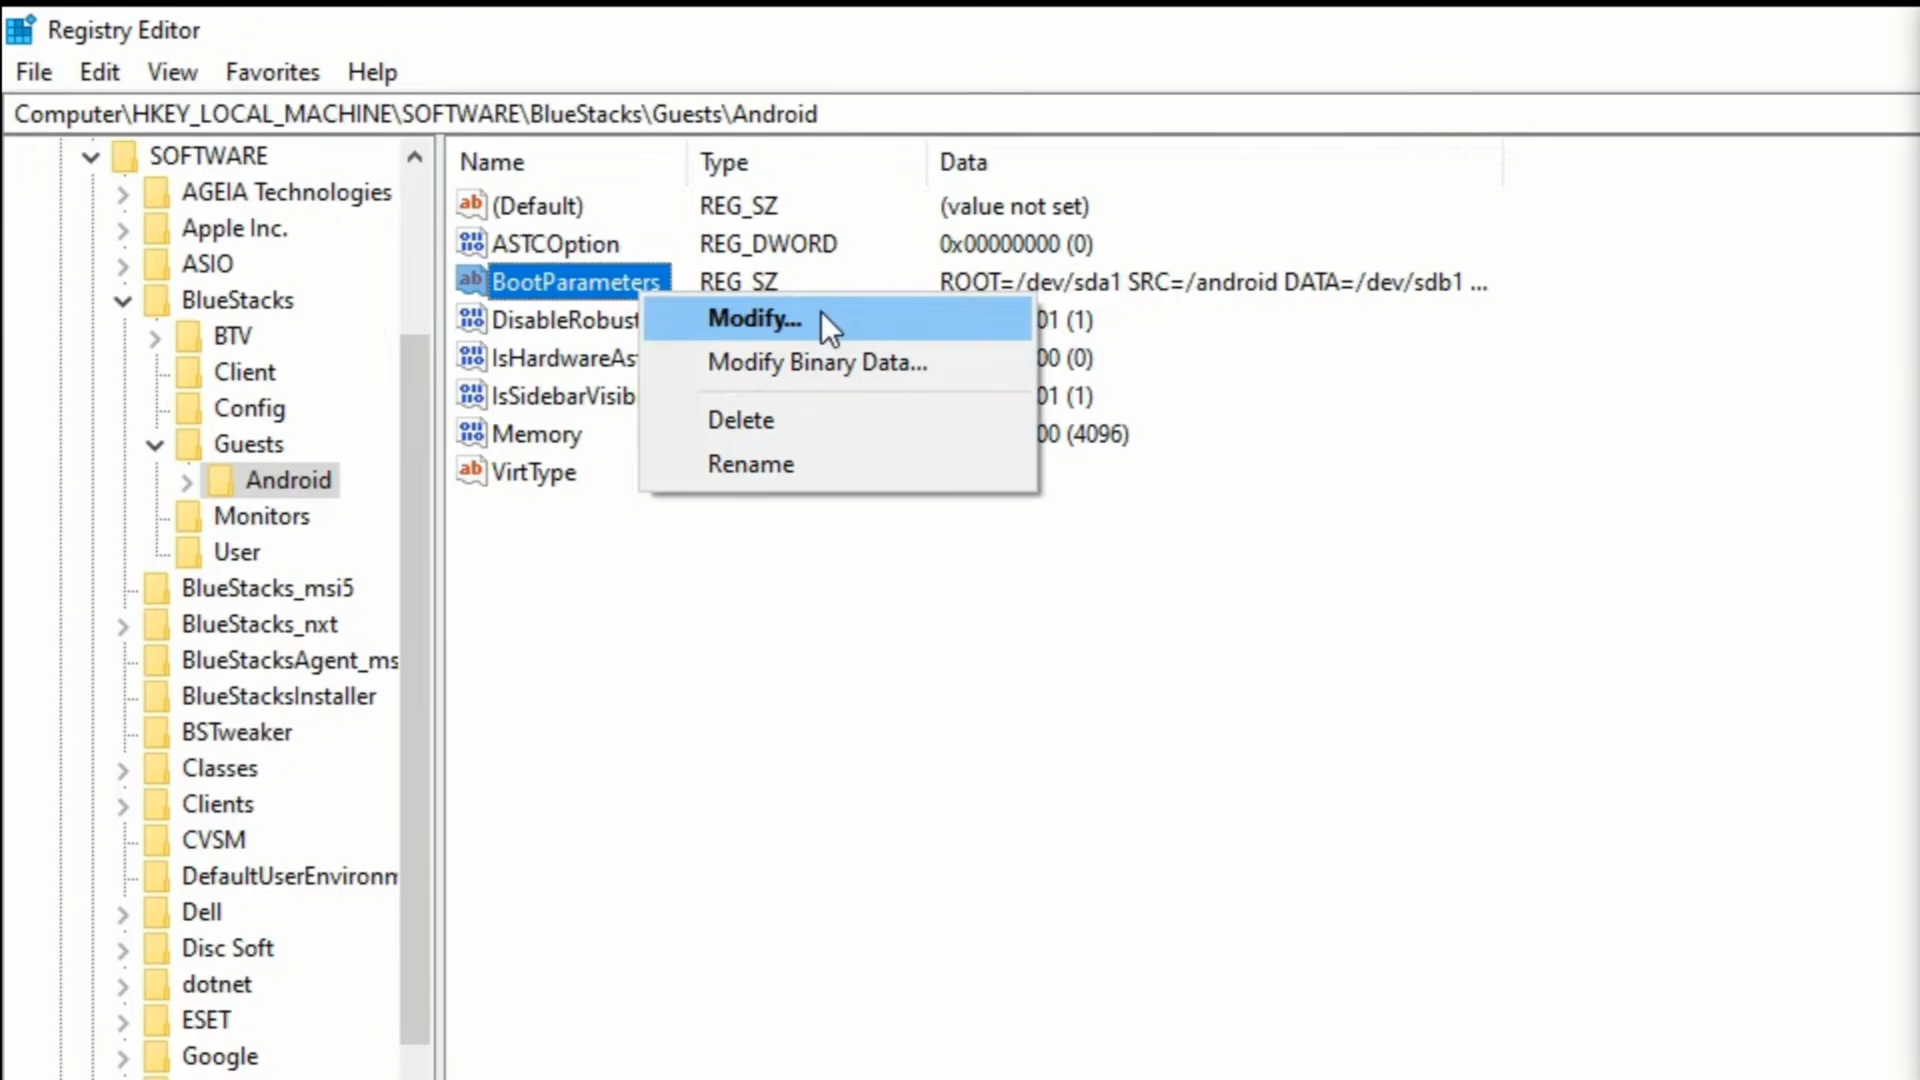 Registry Editor
File Edit View Favorites Help
Computer\HKEY_LOCAL_MACHINE\SOFTWARE\BlueStacks\Guests\Android
SOFTWARE
AGEIA Technologies
Apple Inc.
ASIO
BlueStacks
BTV
Client
Config
Guests
Android
Monitors
User
BlueStacks_msi5
BlueStacks_nxt
BlueStacksAgent_ms
BlueStacksInstaller
BSTweaker
Classes
Clients
CVSM
DefaultUserEnvironm
Dell
Disc Soft
dotnet
ESET
Google
Name Type Data
(Default) REG_SZ (value not set)
ASTCOption REG_DWORD 0x00000000 (0)
BootParameters REG_SZ ROOT=/dev/sda1 SRC=/android DATA=/dev/sdb1 ...
DisableRobust 01 (1)
IsHardwareAst 00 (0)
IsSidebarVisib 01 (1)
Memory 00 (4096)
VirtType
Modify...
Modify Binary Data...
Delete
Rename